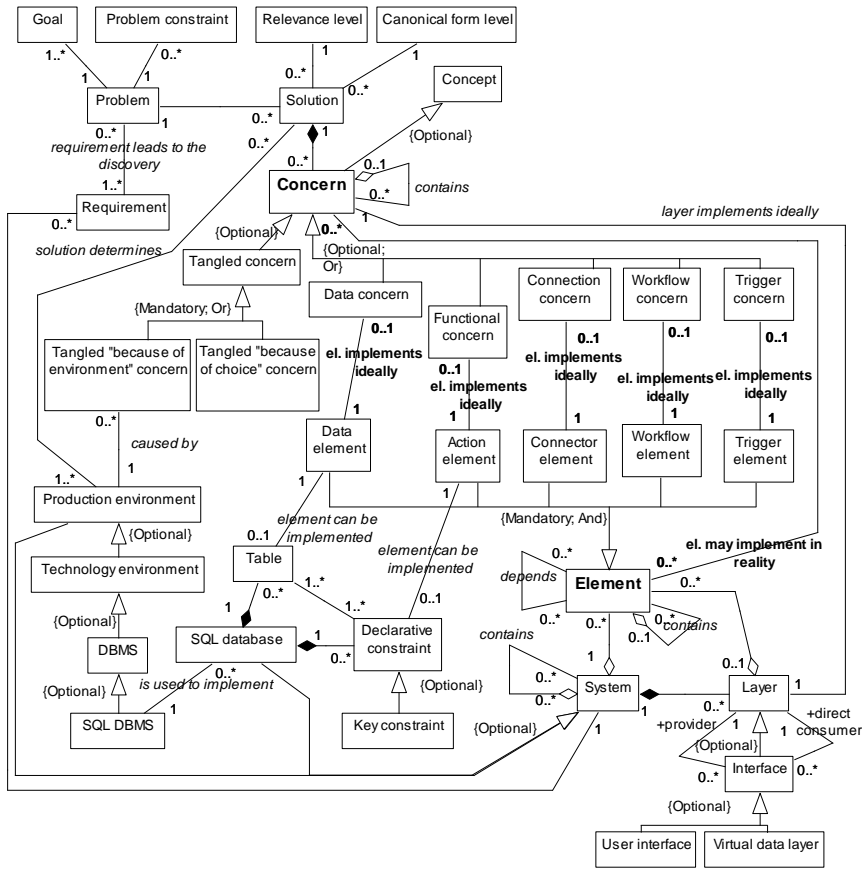 Goal
Problem constraint
Relevance level
Canonical form level
1..*
0..*
1
1
1
1
0..*
0..*
Concept
Problem
Solution
0..*
1
0..*
1
0..*
{Optional}
requirement leads to the
discovery
0..*
0..1
1..*
Concern
0..*
contains
Requirement
1
0..*
0..*
layer implements ideally
{Optional}
{Optional;
Or}
solution determines
Tangled concern
Data concern
Connection
concern
Workflow
concern
Trigger
concern
{Mandatory; Or}
Functional
concern
0..1
0..1
0..1
0..1
Tangled "because of
environment" concern
Tangled "because
of choice" concern
el. implements
ideally
0..1
el. implements
ideally
el. implements
ideally
el. implements
ideally
el. implements
ideally
0..*
1
1
1
1
1
caused by
Data
element
Action
element
Connector
element
Workflow
element
Trigger
element
1..*
1
1
1
Production environment
element can be
implemented
{Mandatory; And}
{Optional}
0..1
element can be
implemented
0..*
0..*
el. may implement in
reality
Technology environment
Table
depends
Element
0..*
0..*
1..*
{Optional}
1
1..*
0..1
0..*
0..*
0..1
contains
DBMS
SQL database
1
0..*
Declarative
constraint
contains
1
0..1
{Optional}
0..*
is used to implement
{Optional}
0..*
0..*
System
1
0..*
Layer
1
SQL DBMS
1
Key constraint
{Optional}
1
+provider
1
1
+direct
consumer
{Optional}
0..*
Interface
0..*
{Optional}
User interface
Virtual data layer